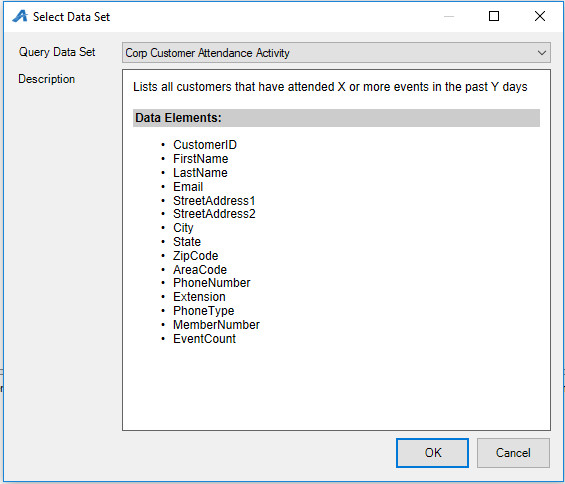 Select Data Set
Query Data Set
Corp Customer Attendance Activity
Description
Lists all customers that have attended X or more events in the past Y days
Data Elements:
• CustomerID
• FirstName
• LastName
• Email
• StreetAddress1
• StreetAddress2
• City
• State
• ZipCode
• AreaCode
• PhoneNumber
• Extension
• PhoneType
• MemberNumber
• EventCount
OK
Cancel